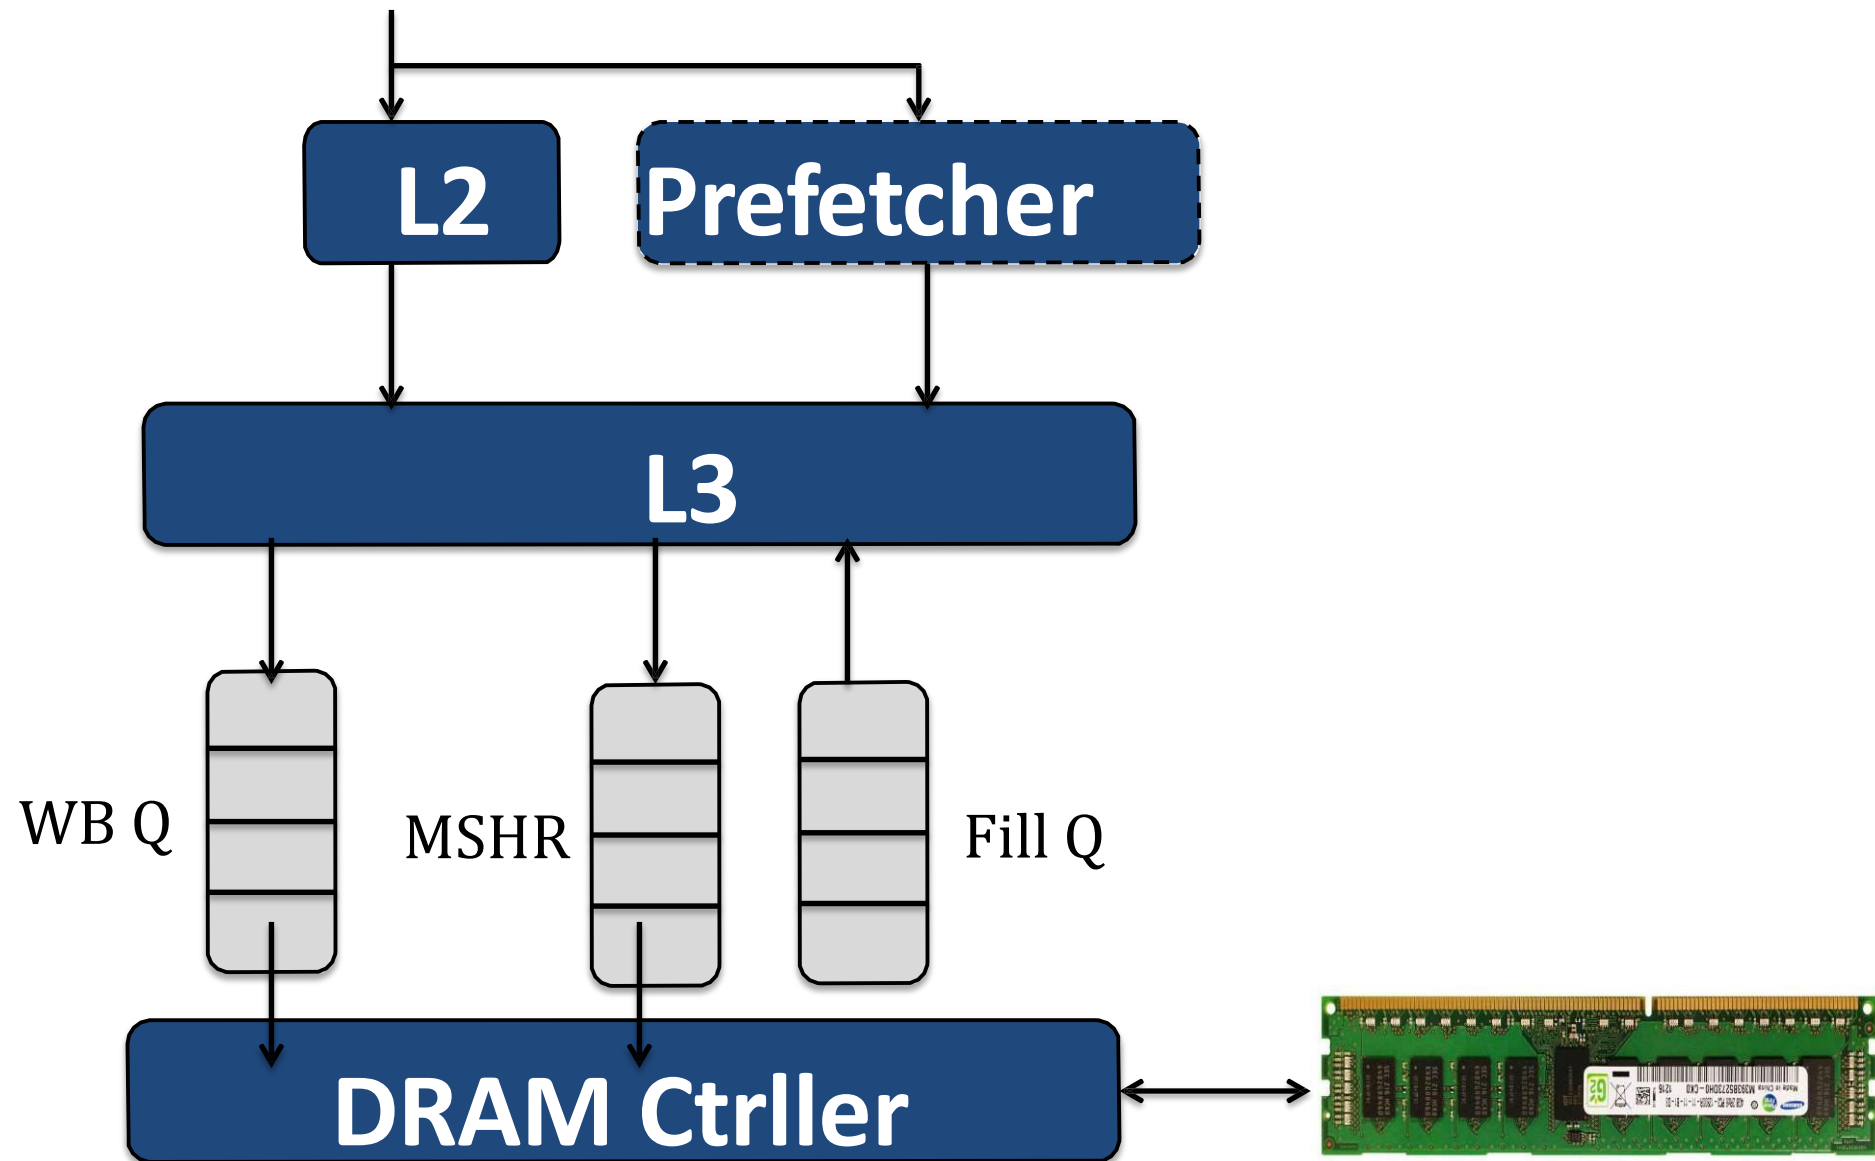 L2
Prefetcher
L3
WB Q
MSHR
Fill Q
DRAM Ctrller